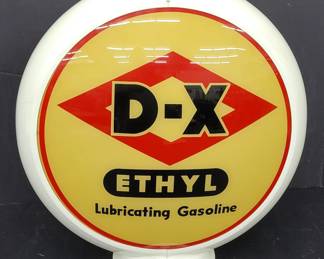 D-X
ETHYL
Lubricating Gasoline